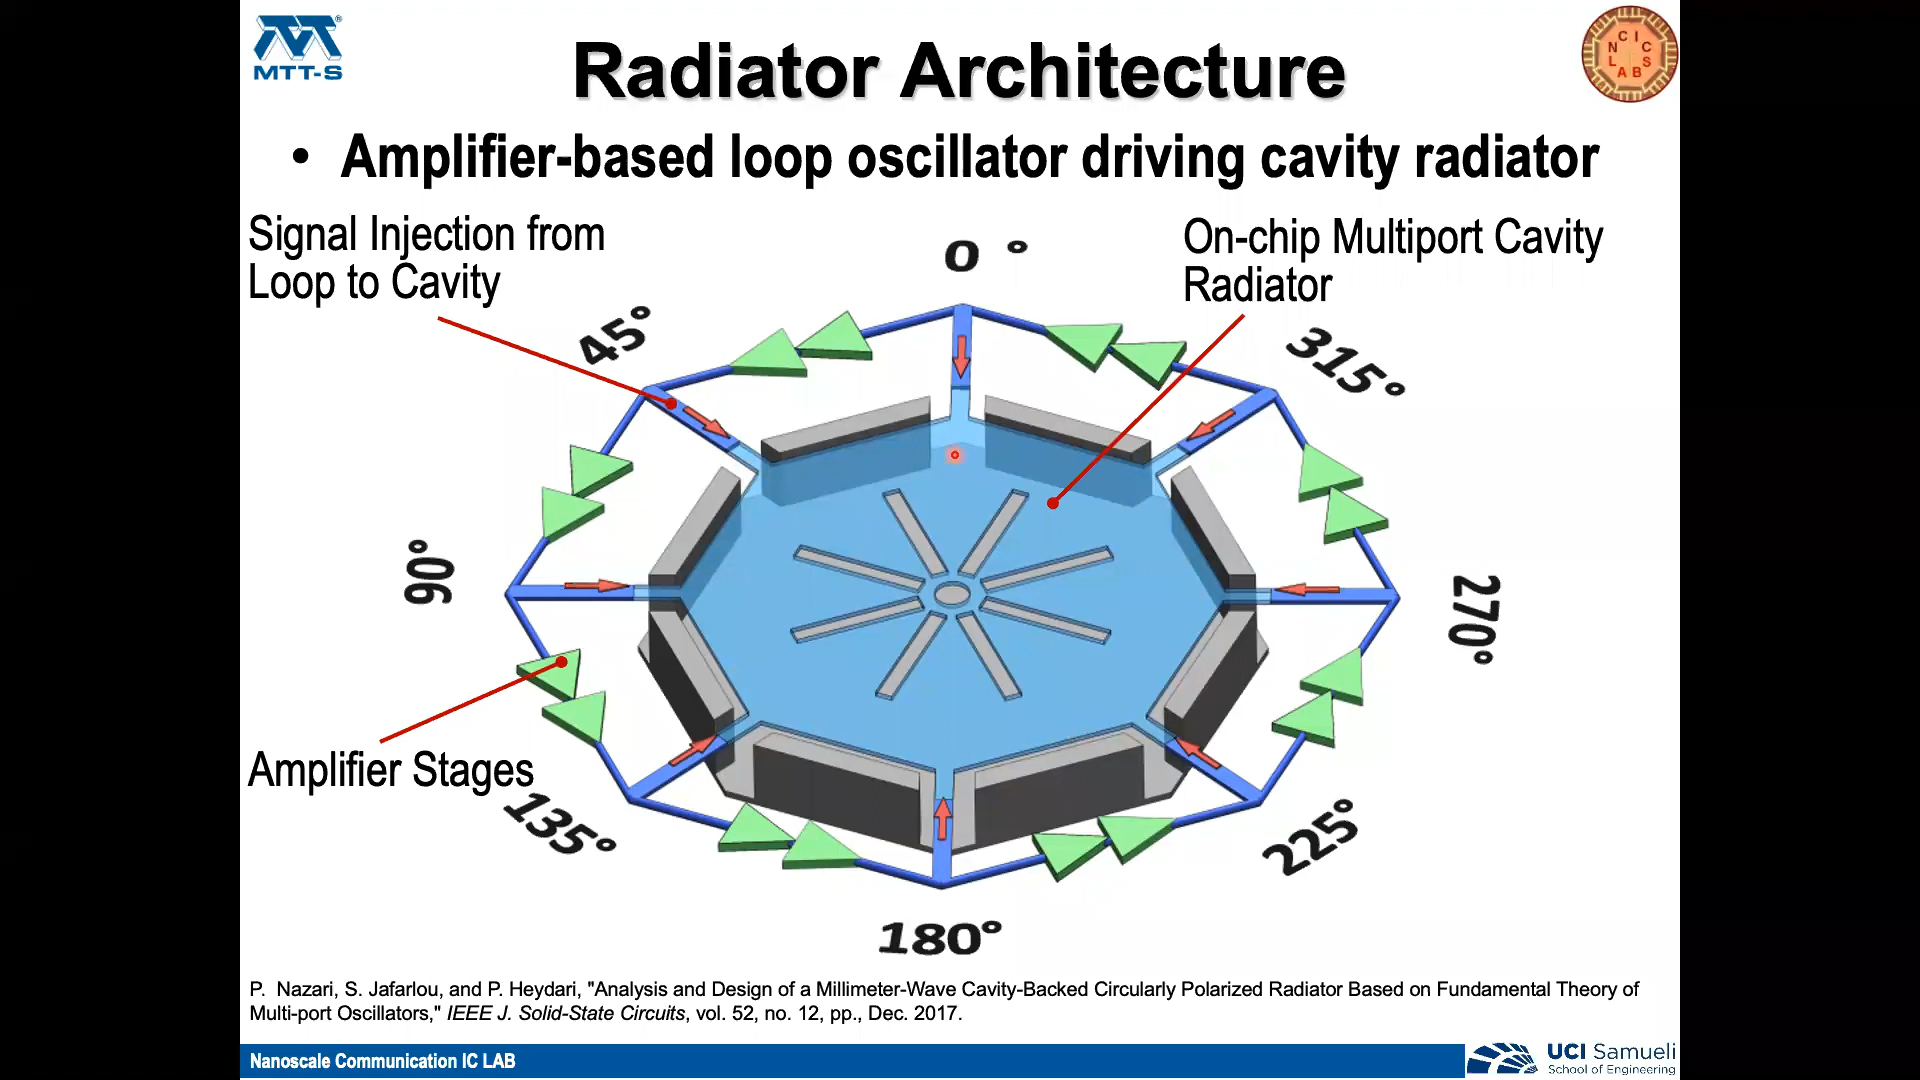 MTT-S
®
Radiator Architecture
N C I C
L A B S
• Amplifier-based loop oscillator driving cavity radiator
Signal Injection from
Loop to Cavity
On-chip Multiport Cavity
Radiator
0 °
45°
315°
90°
270°
Amplifier Stages
135°
225°
180°
P. Nazari, S. Jafarlou, and P. Heydari, "Analysis and Design of a Millimeter-Wave Cavity-Backed Circularly Polarized Radiator Based on Fundamental Theory of
Multi-port Oscillators," IEEE J. Solid-State Circuits, vol. 52, no. 12, pp., Dec. 2017.
Nanoscale Communication IC LAB
UCI Samueli
School of Engineering